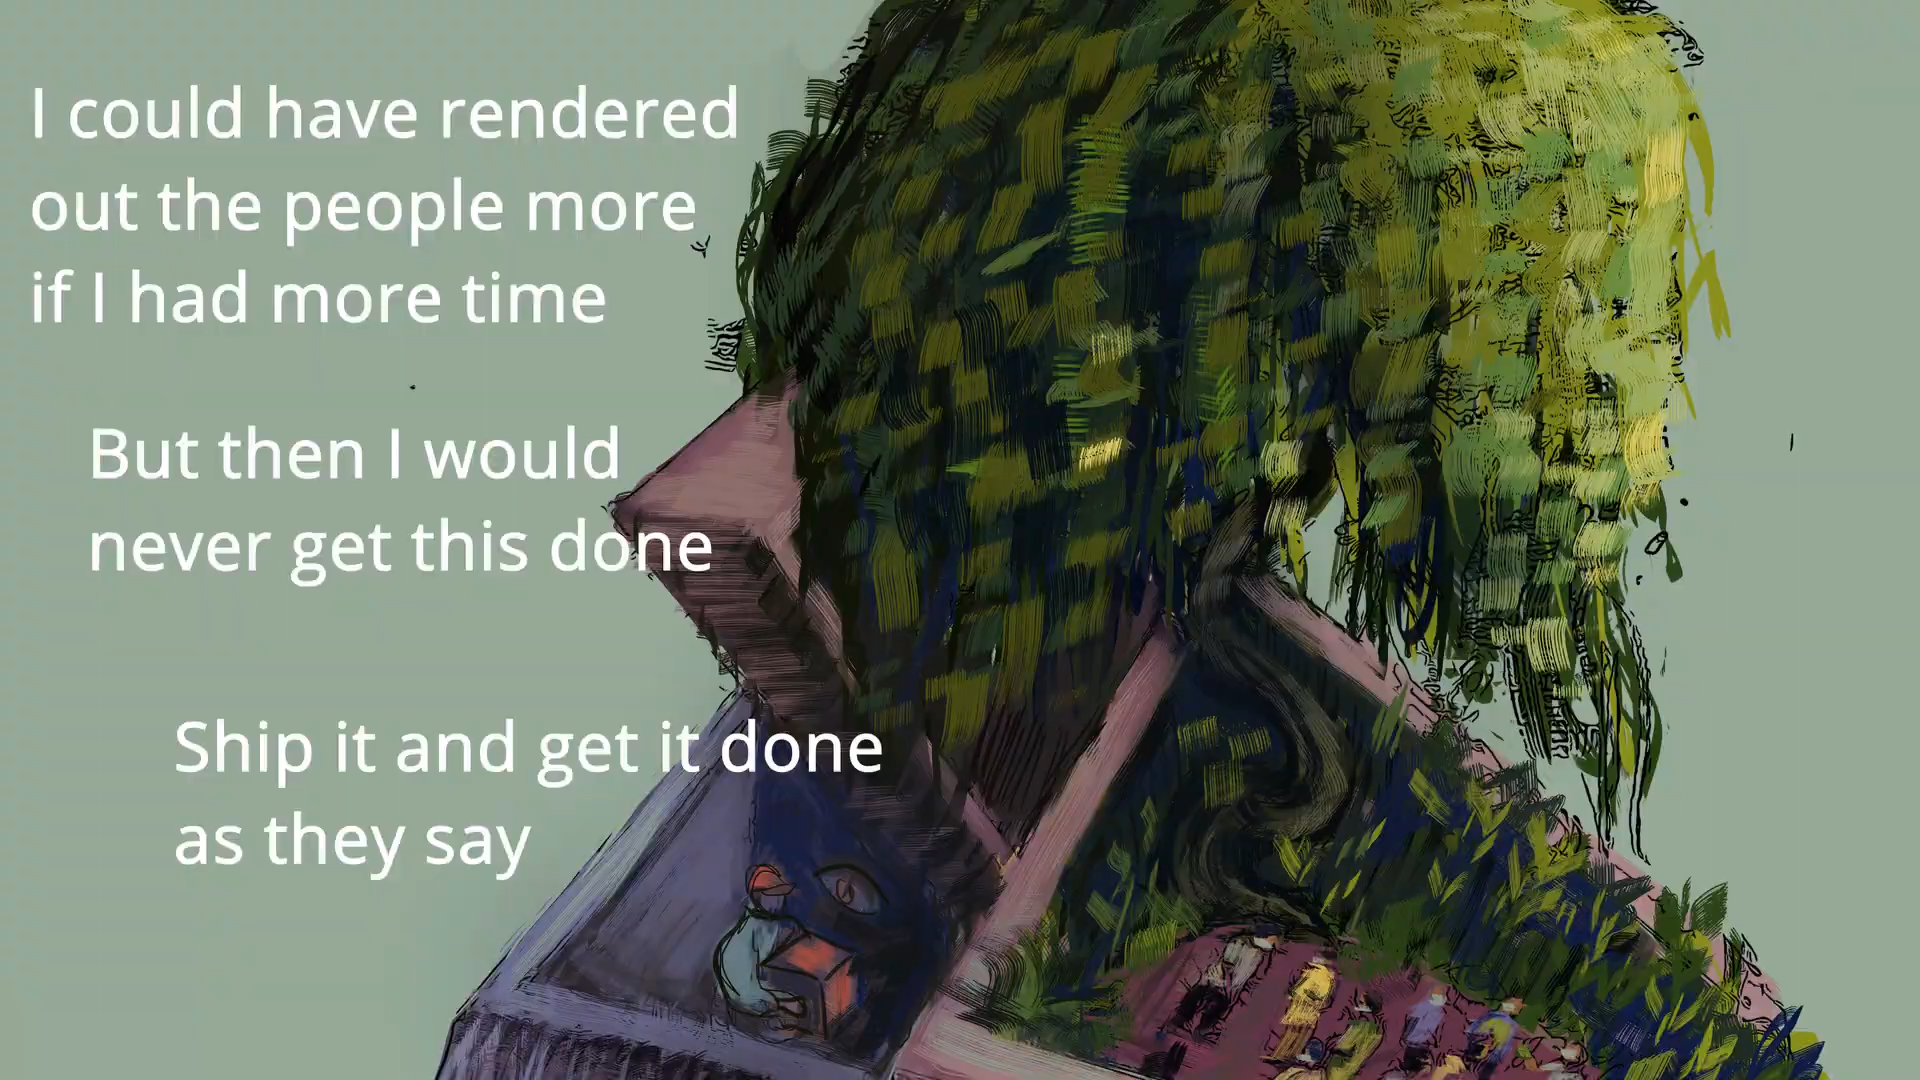 I could have rendered
out the people more
if I had more time
But then I would
never get this done
Ship it and get it done
as they say